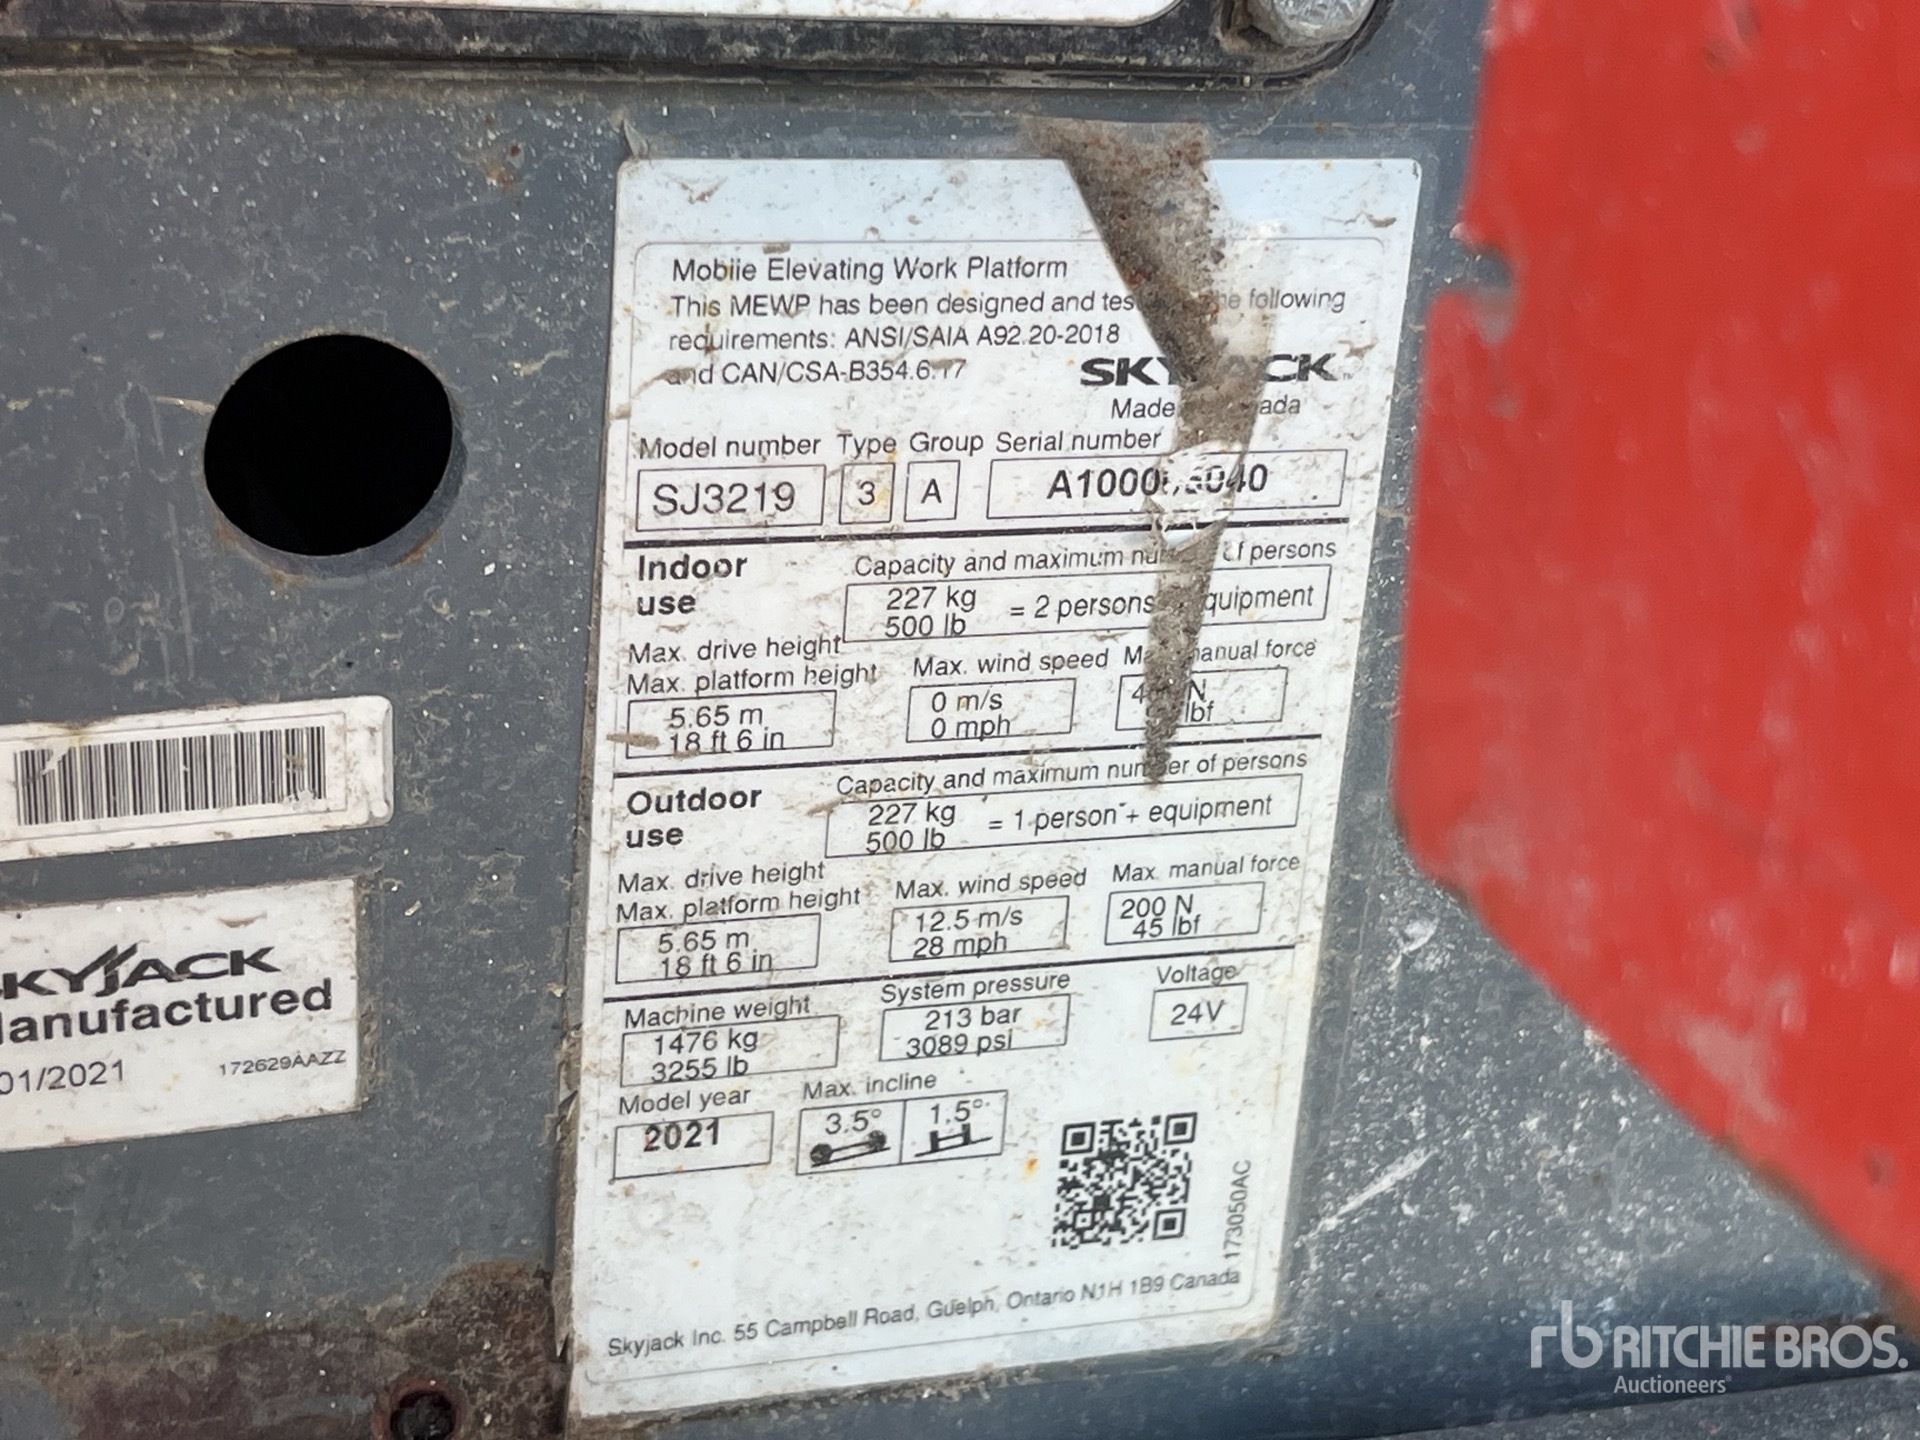 Mobile Elevating Work Platform
This MEWP has been designed and following
requirements: ANSI/SAIA A92.20-2018
and CAN/CSA-B354.6:17
SKYJACK
Made
Model number Type Group Serial number
SJ3219 3 A
Indoor
use
Capacity and maximum of persons
227 kg
500 lb
= 2 persons equipment
Max. drive height
Max. platform height
5.65 m
18 ft 6 in
Max. wind speed
0 m/s
0 mph
manual force
N
lbf
Outdoor
use
Capacity and maximum number of persons
227 kg
500 lb
= 1 person + equipment
Max. drive height
Max. platform height
5.65 m
18 ft 6 in
Max. wind speed
12.5 m/s
28 mph
Max. manual force
200 N
45 lbf
Machine weight
1476 kg
3255 lb
System pressure
213 bar
3089 psi
Voltage
24V
Model year
2021
Max. incline
3.5° 1.5°
173050AC
Skyjack Inc. 55 Campbell Road, Guelph, Ontario N1H 1B9 Canada
SKYJACK
Manufactured
01/2021 172629AAZZ
rb RITCHIE BROS.
Auctioneers